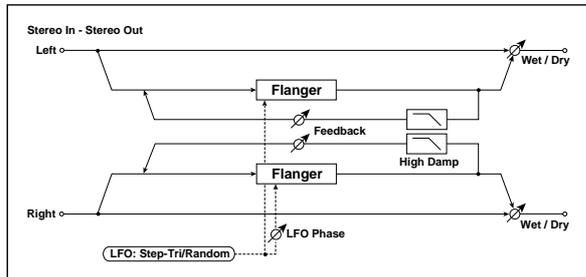 Stereo In - Stereo Out
Left
Wet / Dry
Flanger
Feedback
High Damp
Flanger
Right
LFO Phase
Wet / Dry
LFO: Step-Tri/Random